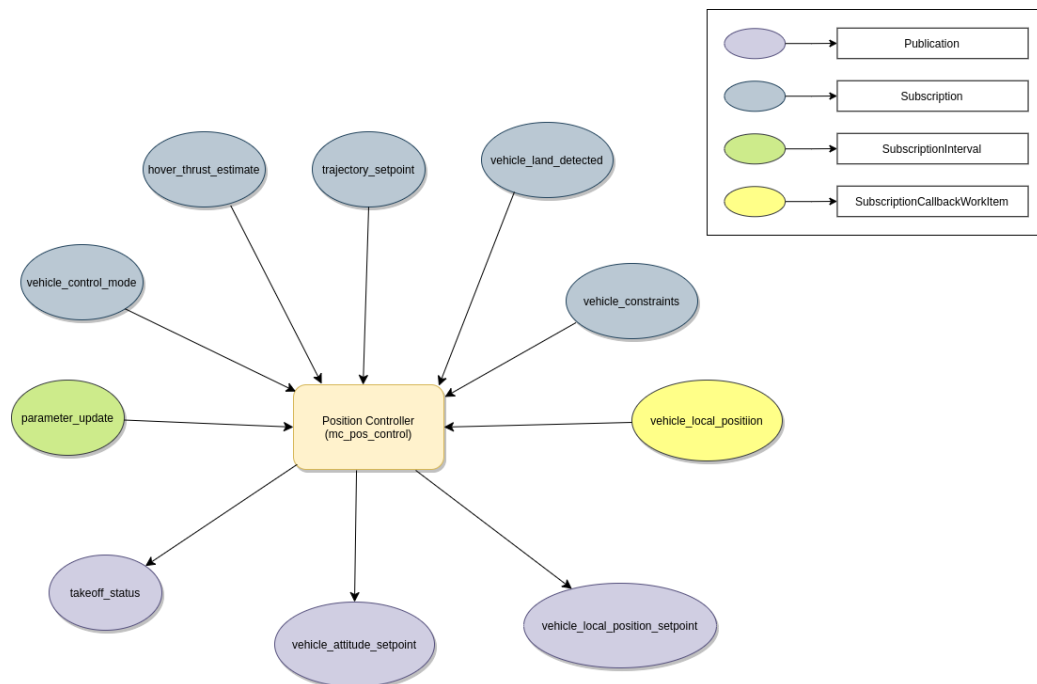 Publication
Subscription
SubscriptionInterval
SubscriptionCallbackWorkItem
hover_thrust_estimate
trajectory_setpoint
vehicle_land_detected
vehicle_control_mode
vehicle_constraints
parameter_update
Position Controller
(mc_pos_control)
vehicle_local_positiion
takeoff_status
vehicle_attitude_setpoint
vehicle_local_position_setpoint